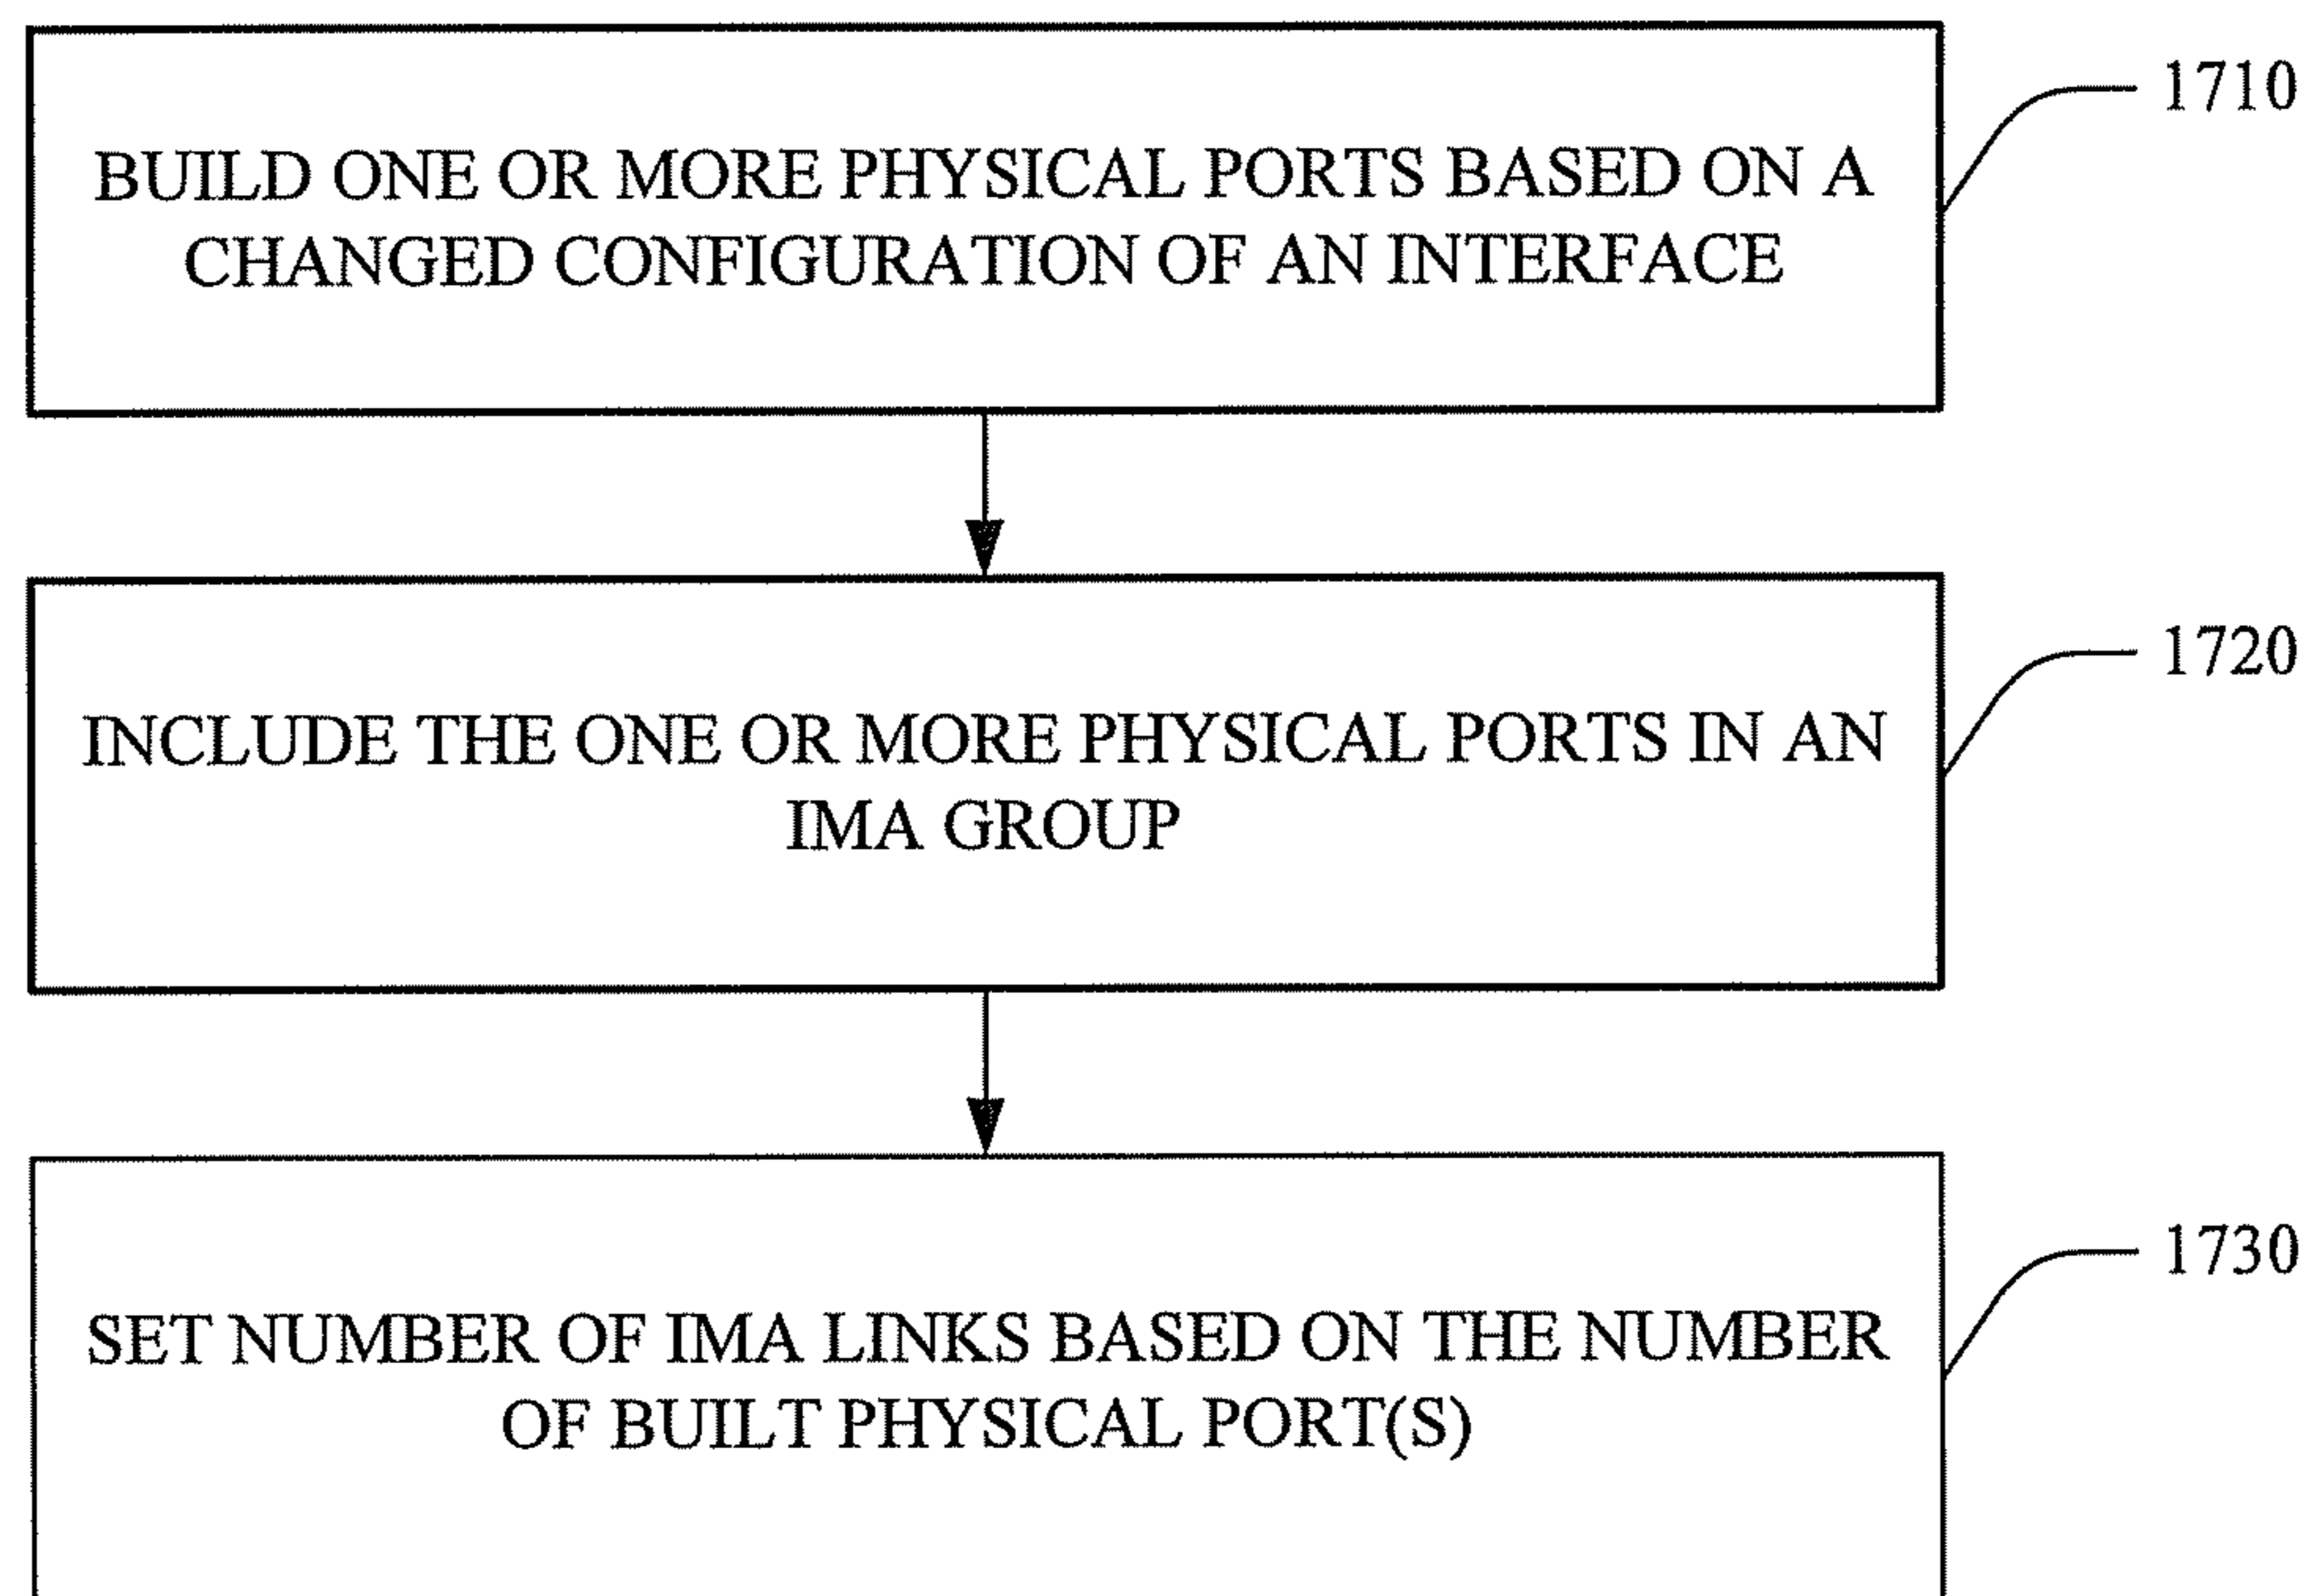 1710
BUILD ONE OR MORE PHYSICAL PORTS BASED ON A
CHANGED CONFIGURATION OF AN INTERFACE
1720
INCLUDE THE ONE OR MORE PHYSICAL PORTS IN AN
IMA GROUP
1730
SET NUMBER OF IMA LINKS BASED ON THE NUMBER
OF BUILT PHYSICAL PORT(S)